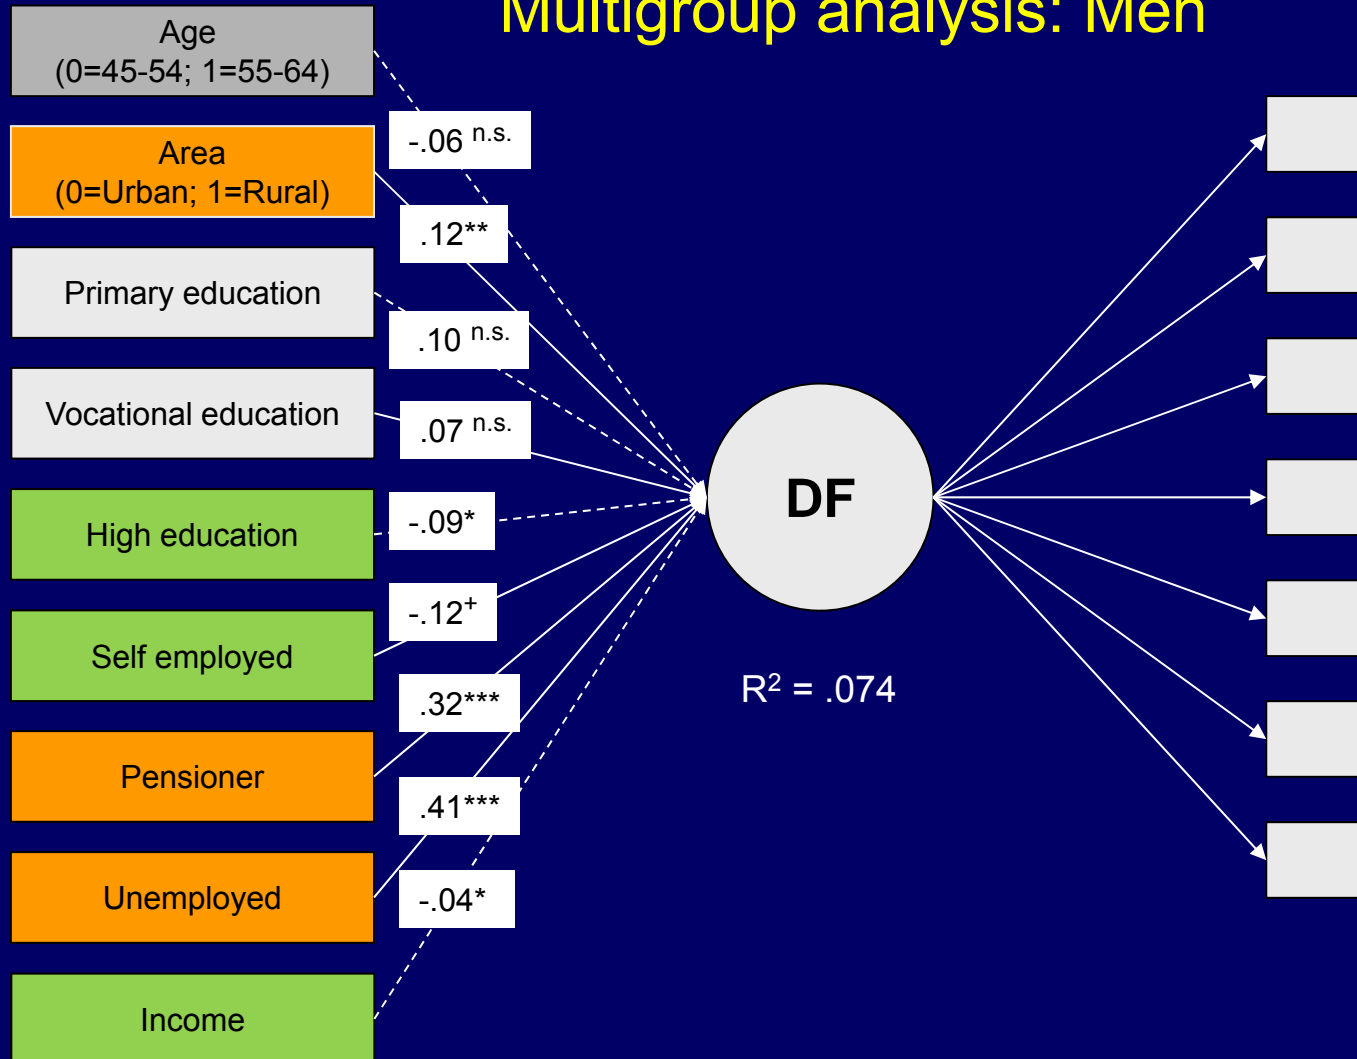 Multigroup analysis: Men
Age
(0=45-54; 1=55-64)
-.06 n.s.
Area
(0=Urban; 1=Rural)
.12**
Primary education
.10 n.s.
Vocational education
.07 n.s.
High education
-.09*
DF
Self employed
-.12+
R² = .074
.32***
Pensioner
.41***
Unemployed
-.04*
Income